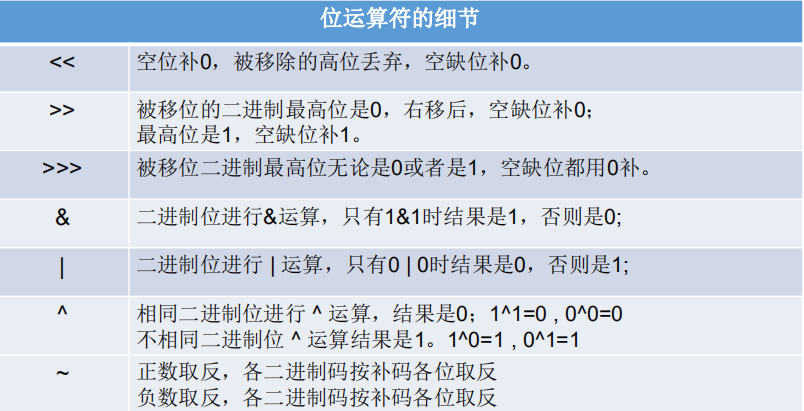 位运算符的细节
<< 空位补0，被移除的高位丢弃，空缺位补0。
>> 被移位的二进制最高位是0，右移后，空缺位补0；
最高位是1，空缺位补1。
>>> 被移位二进制最高位无论是0或者是1，空缺位都用0补。
& 二进制位进行&运算，只有1&1时结果是1，否则是0;
| 二进制位进行 | 运算，只有0 | 0时结果是0，否则是1;
^ 相同二进制位进行 ^ 运算，结果是0；1^1=0 , 0^0=0
不相同二进制位 ^ 运算结果是1。1^0=1 , 0^1=1
~ 正数取反，各二进制码按补码各位取反
负数取反，各二进制码按补码各位取反